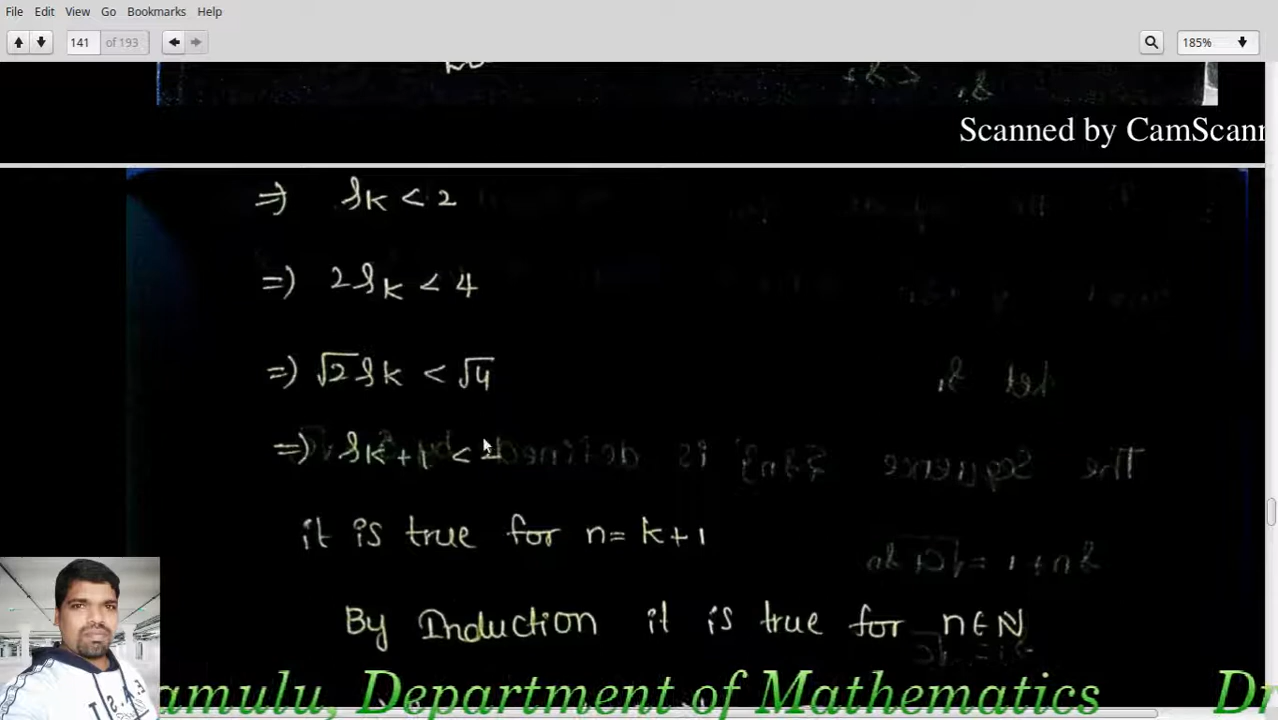 File Edit View Go Bookmarks Help
141 of 193 185%
Scanned by CamScann
=) Sk < 2
=) 2Sk < 4
=) √2Sk < √4
=) Sk+1 < 2
it is true for n = k+1
By Induction it is true for n∈N
amulu, Department of Mathematics Dr